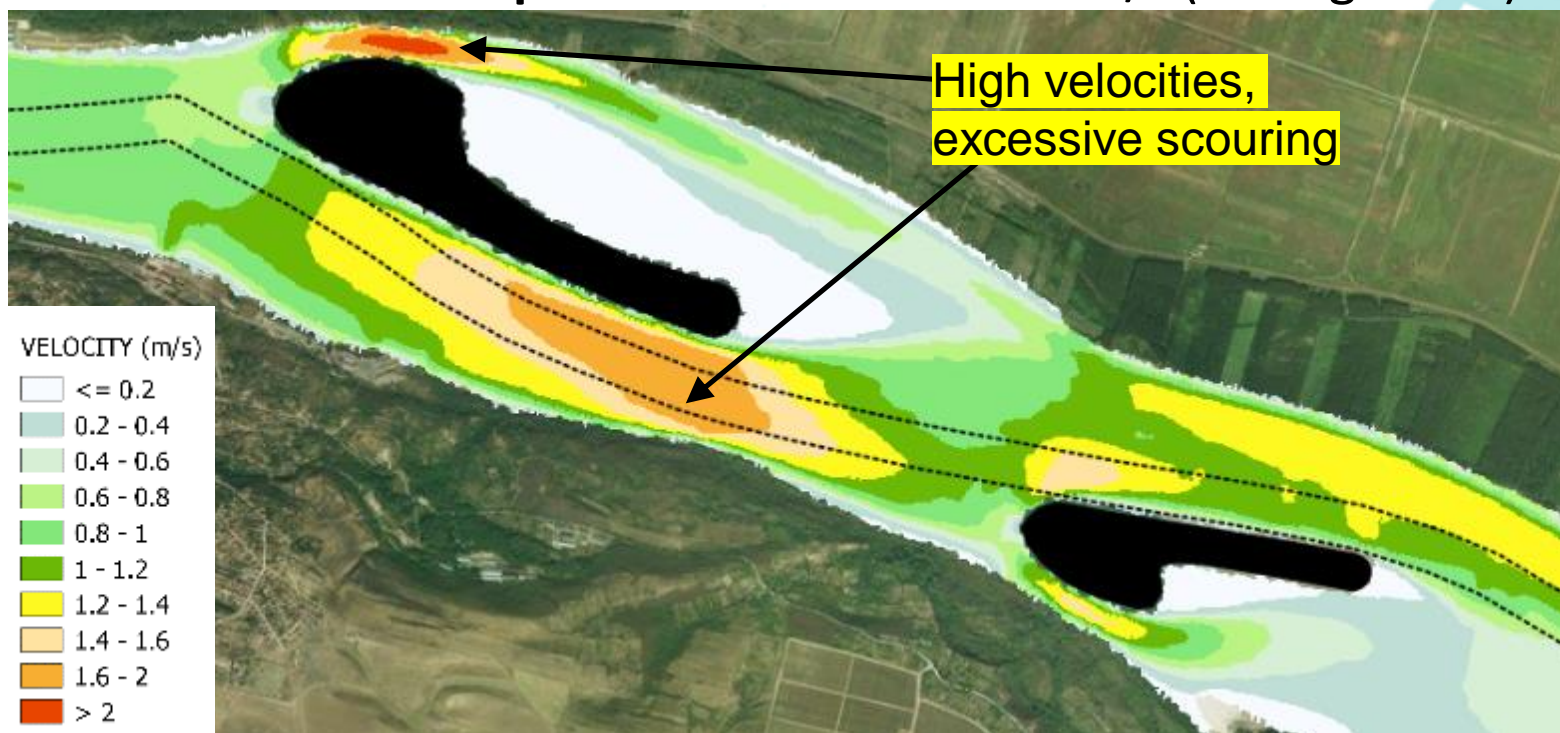 High velocities,
excessive scouring
VELOCITY (m/s)
<= 0.2
0.2 - 0.4
0.4 - 0.6
0.6 - 0.8
0.8 - 1
1 - 1.2
1.2 - 1.4
1.4 - 1.6
1.6 - 2
> 2